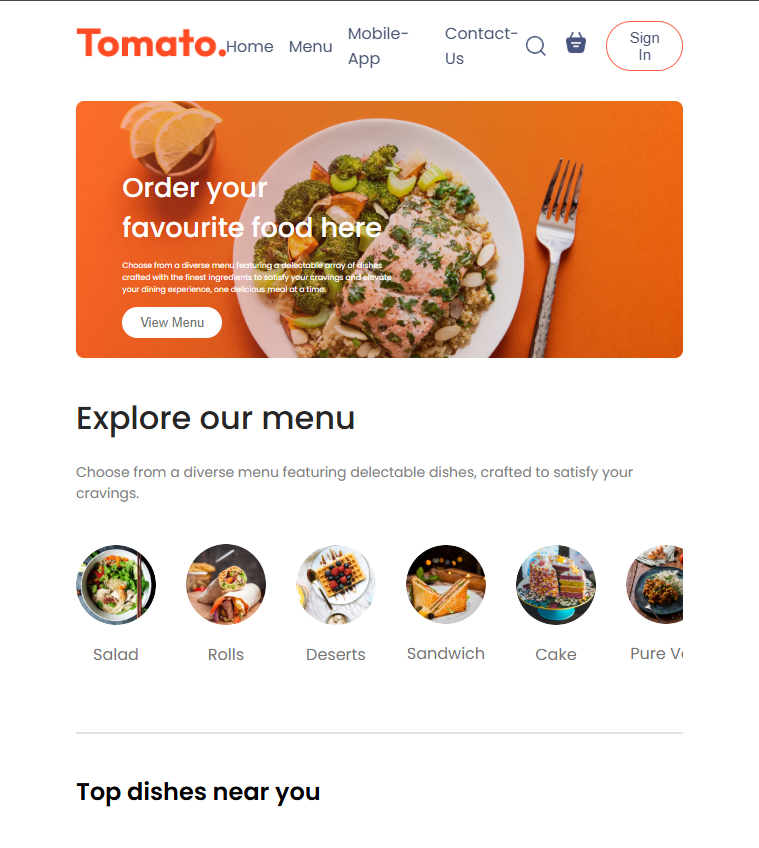 Tomato.
Home Menu Mobile-App Contact-Us Sign In
Order your
favourite food here
Choose from a diverse menu featuring a delectable array of dishes
crafted with the finest ingredients to satisfy your cravings and elevate
your dining experience, one delicious meal at a time.
View Menu
Explore our menu
Choose from a diverse menu featuring delectable dishes, crafted to satisfy your
cravings.
Salad Rolls Deserts Sandwich Cake Pure Ve
Top dishes near you